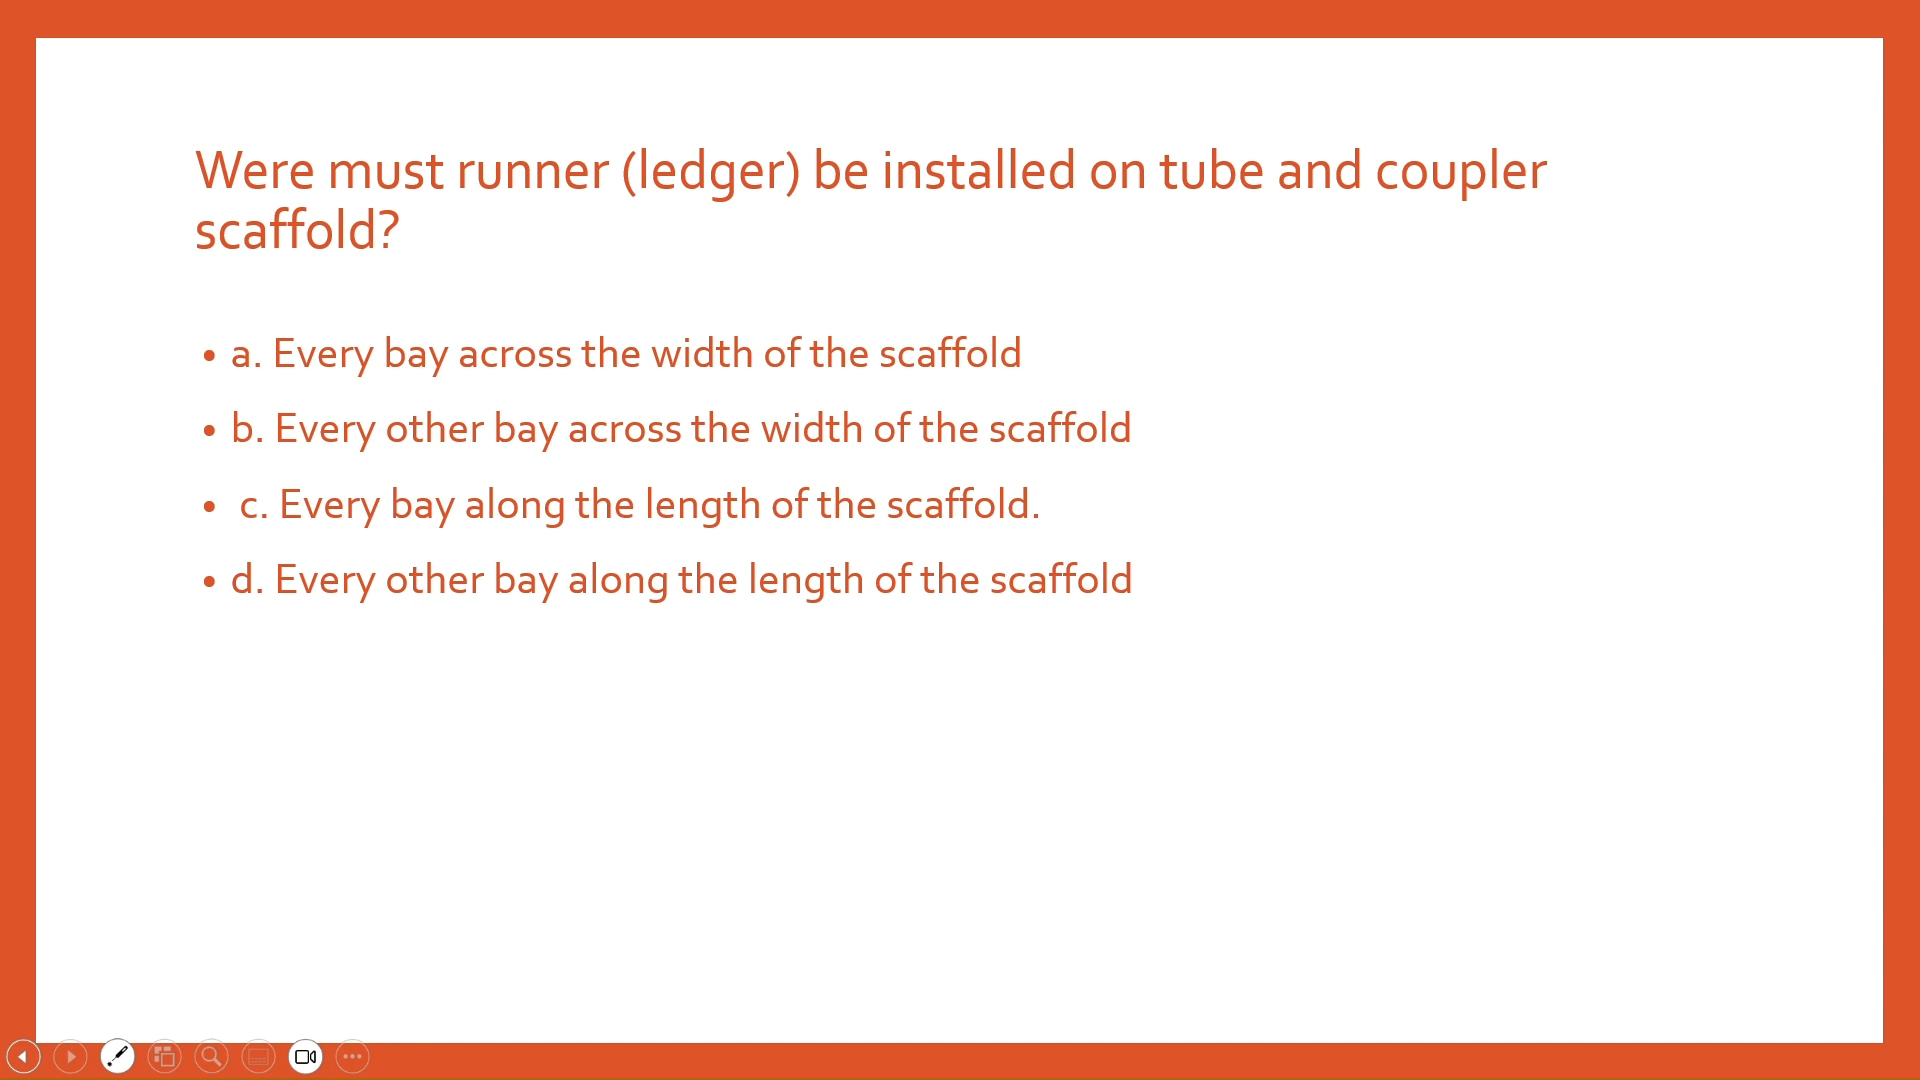 Were must runner (ledger) be installed on tube and coupler
scaffold?
• a. Every bay across the width of the scaffold
• b. Every other bay across the width of the scaffold
• c. Every bay along the length of the scaffold.
• d. Every other bay along the length of the scaffold